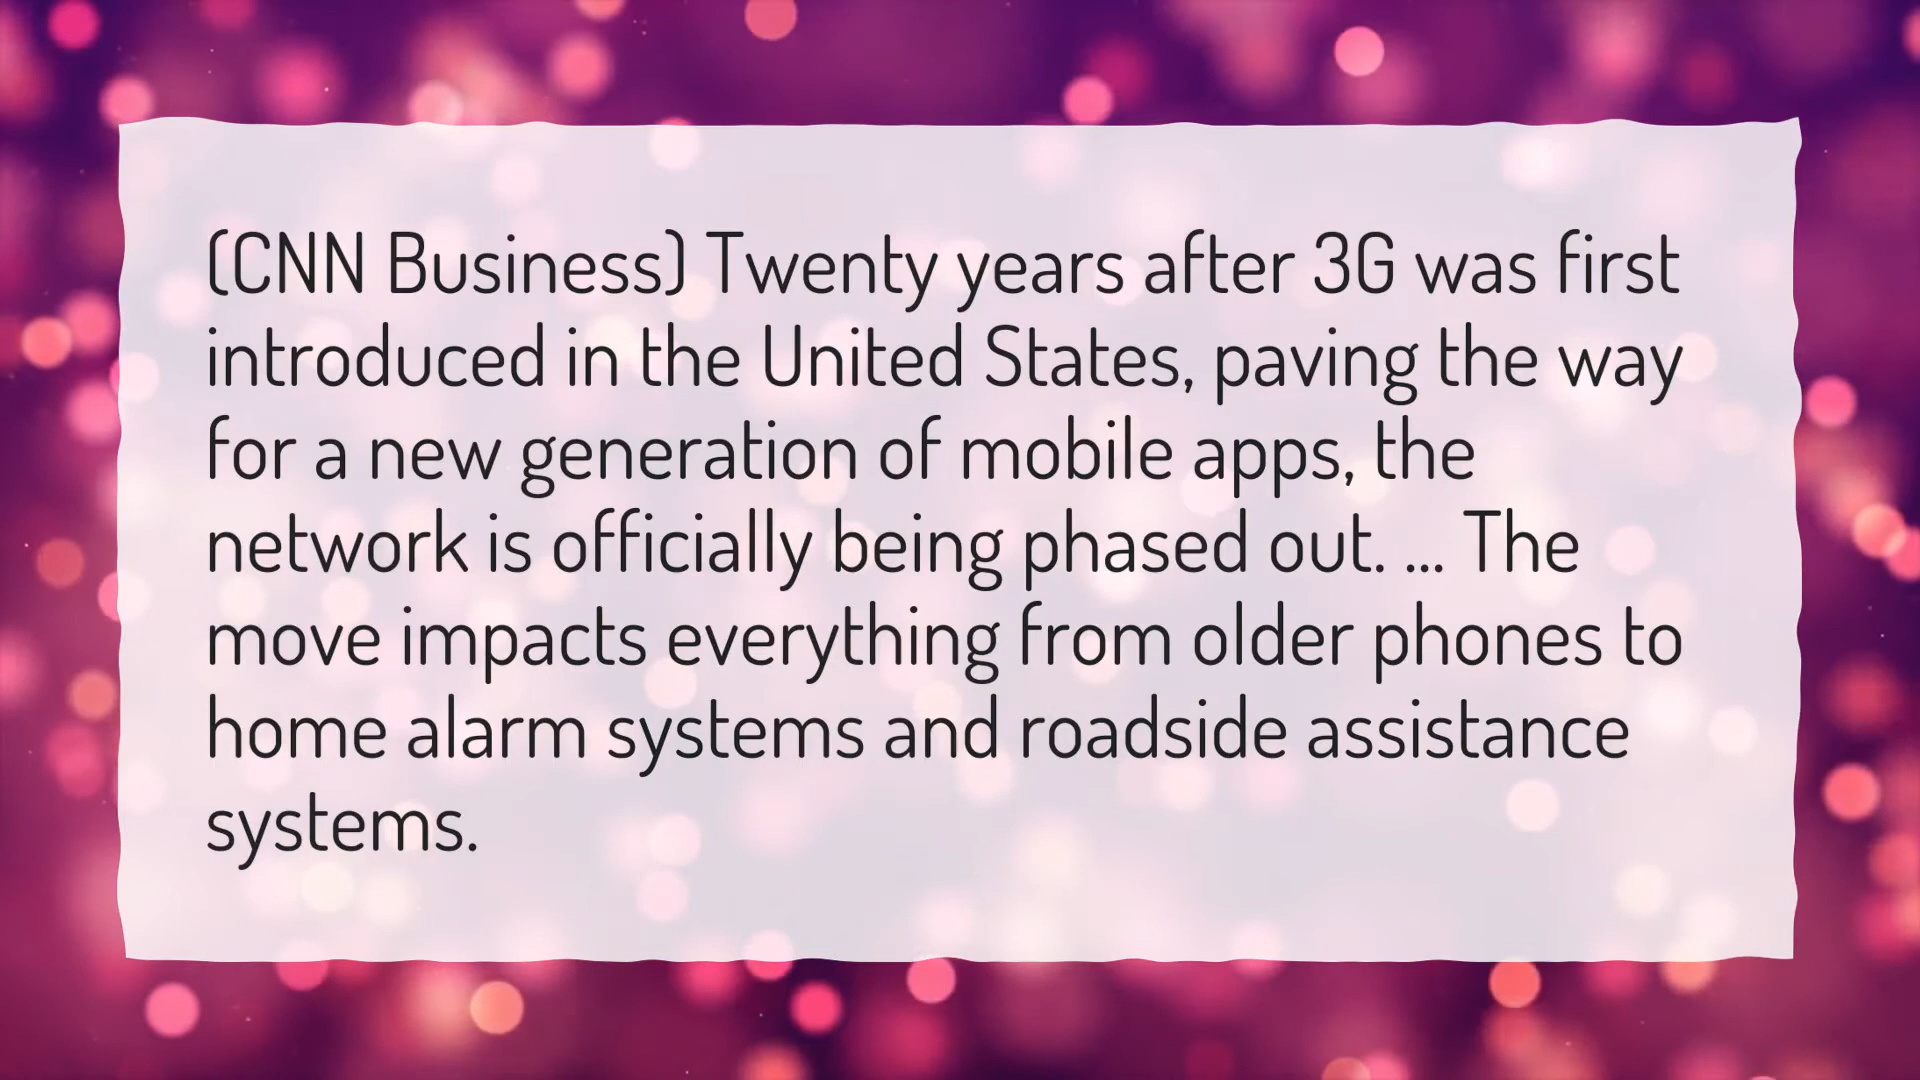 (CNN Business) Twenty years after 3G was first
introduced in the United States, paving the way
for a new generation of mobile apps, the
network is officially being phased out. ... The
move impacts everything from older phones to
home alarm systems and roadside assistance
systems.